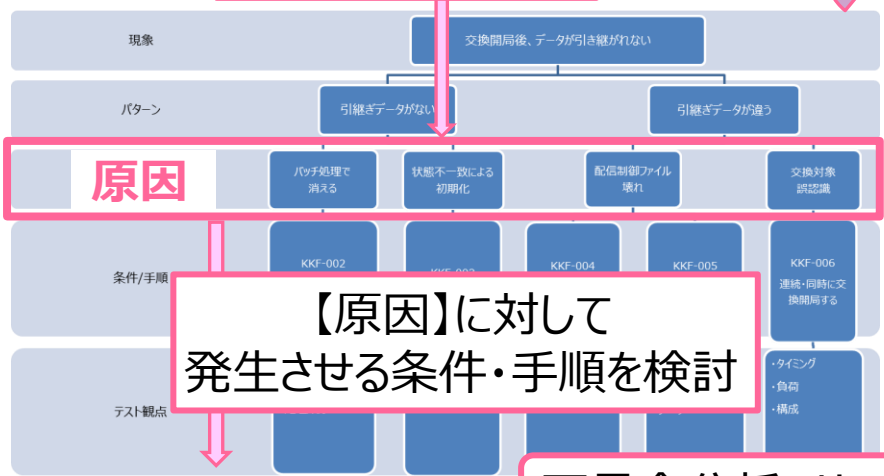 現象
交換開局後、データが引き継がれない
パターン
引継ぎデータがない
引継ぎデータが違う
原因
バッチ処理で
消える
状態不一致による
初期化
配信制御ファイル
壊れ
交換対象
誤認識
条件/手順
KKF-002
KKF-004
KKF-005
KKF-006
連続・同時に交
換開局する
【原因】に対して
発生させる条件・手順を検討
テスト観点
・タイミング
・負荷
・構成